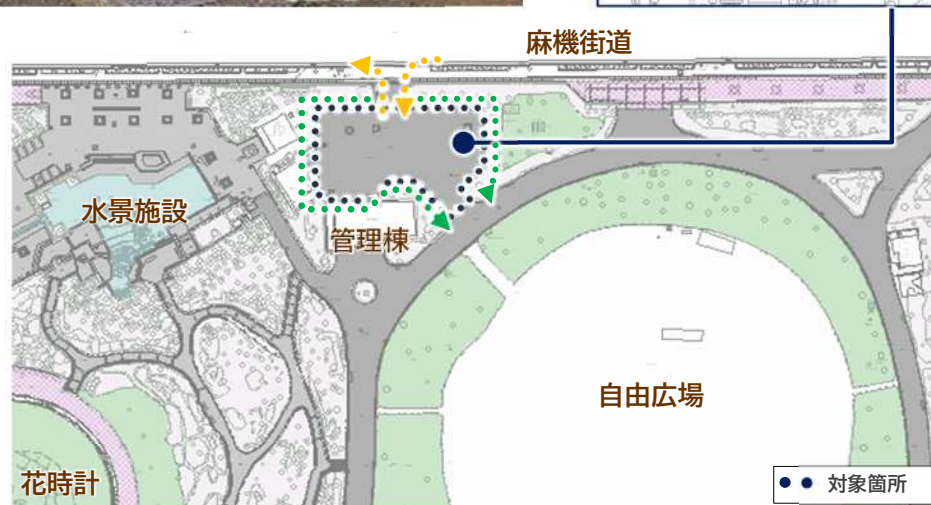 麻機街道
水景施設
管理棟
自由広場
花時計
対象箇所